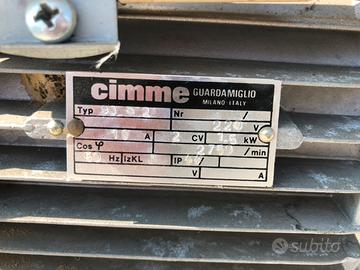 cimme GUARDAMIGLIO
MILANO ITALY
Typ Nr /
220 V
A 2 CV 1.5 kW
Cos φ 2750 /min
50 Hz IzKL IP
V A
subito